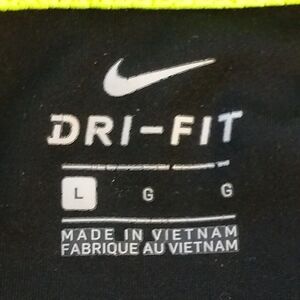 DRI-FIT
L G G
MADE IN VIETNAM
FABRIQUE AU VIETNAM